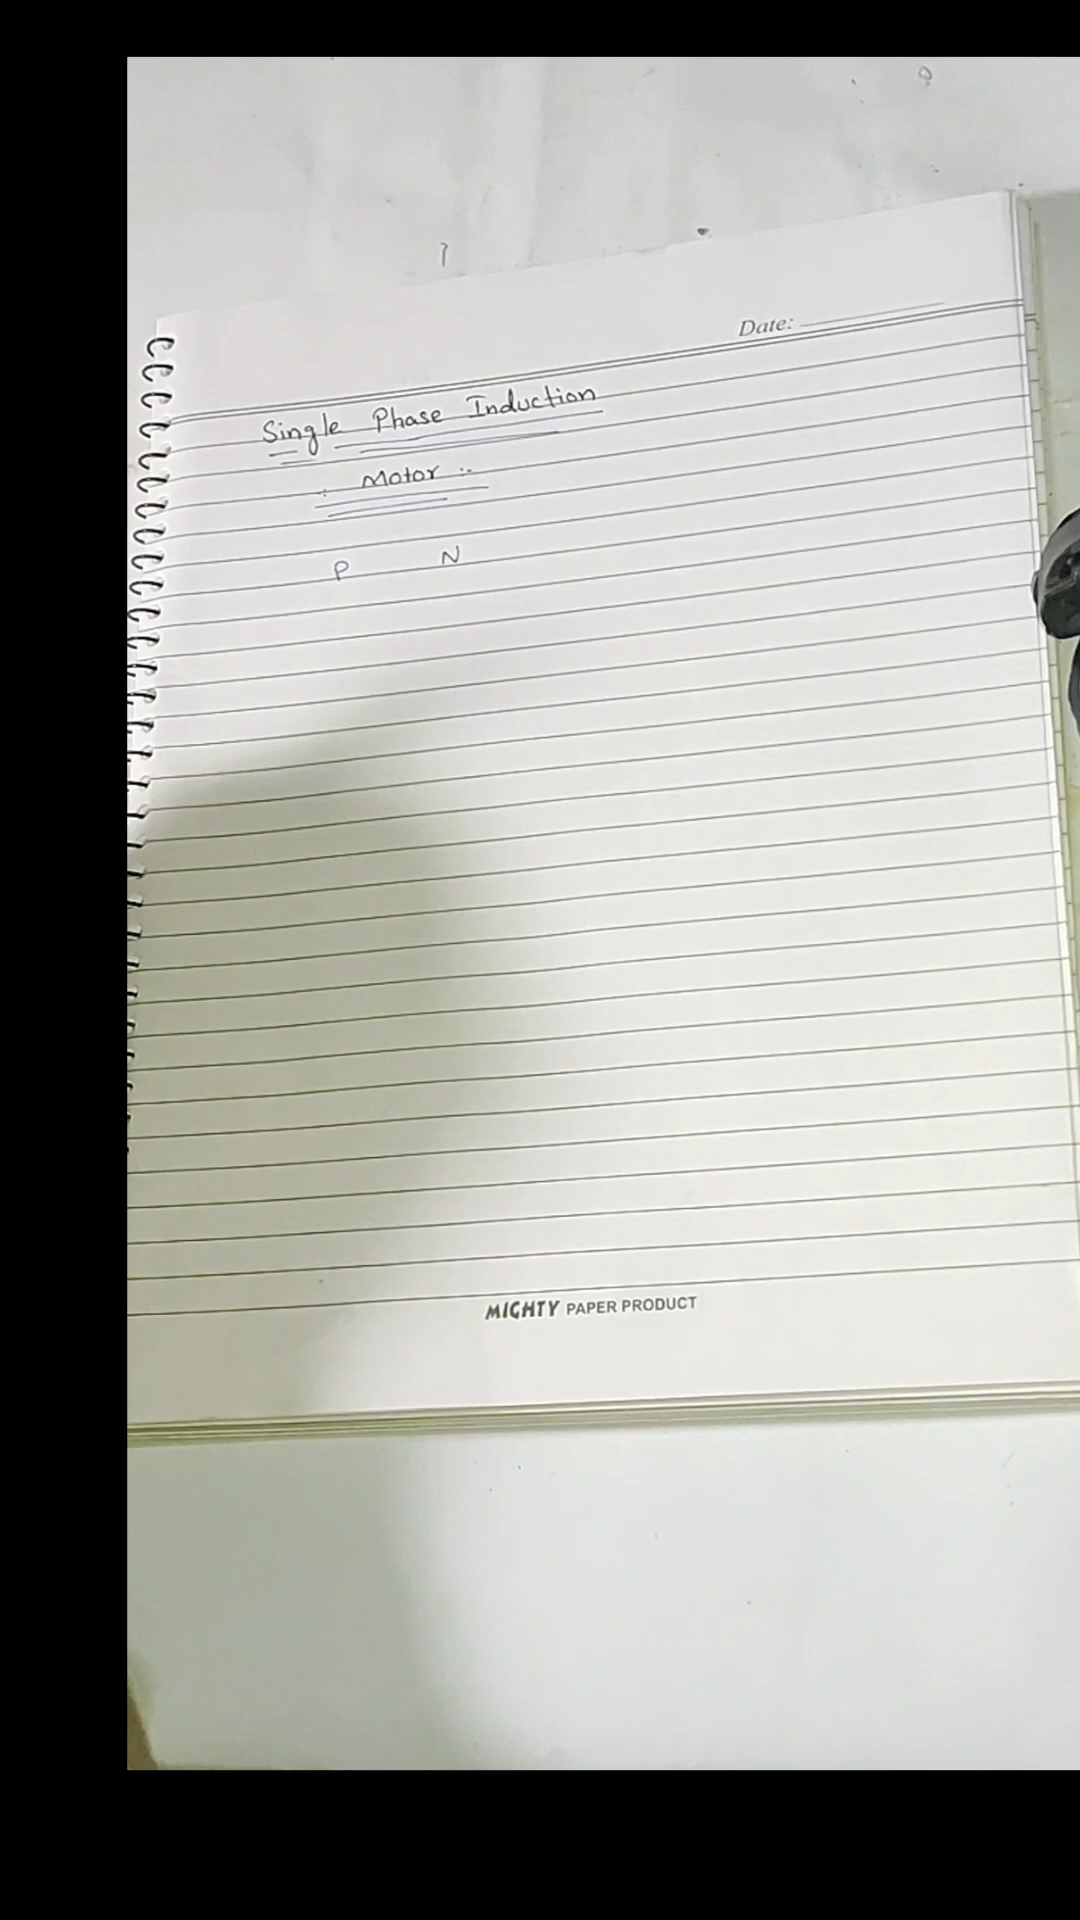 Date:
Single Phase Induction
: Motor :-
P N
MIGHTY PAPER PRODUCT